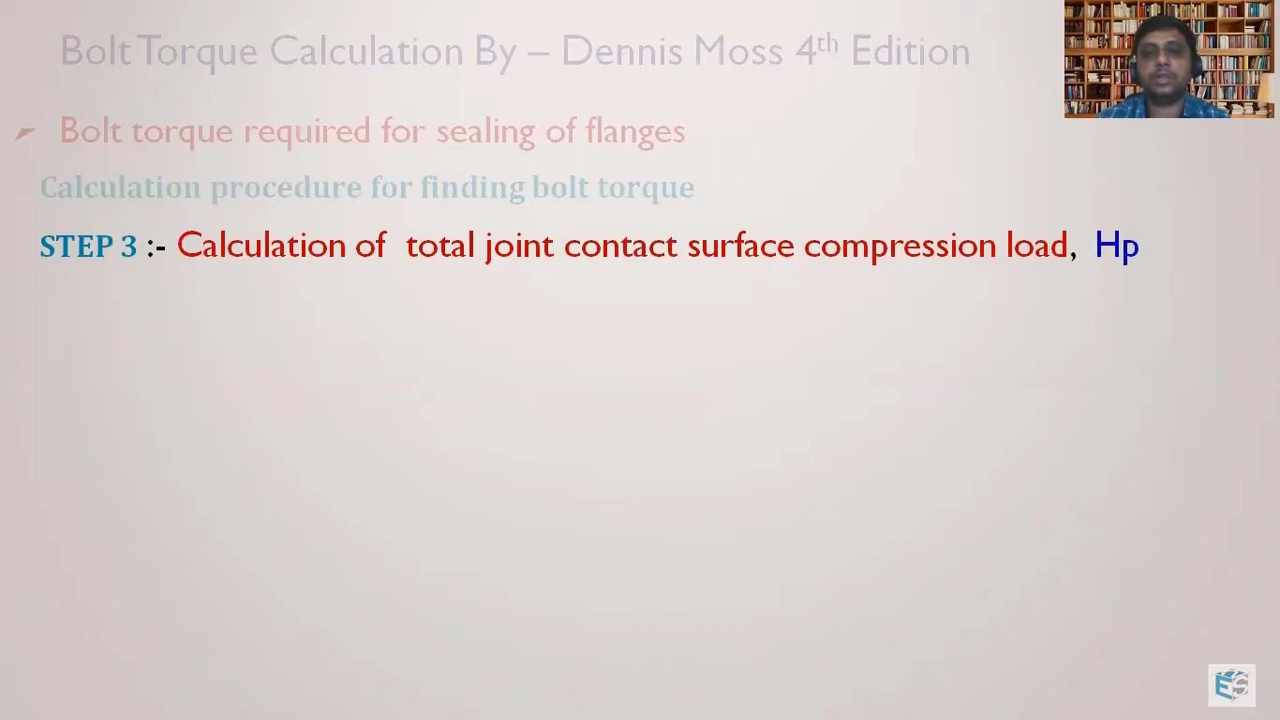 Bolt Torque Calculation By – Dennis Moss 4th Edition
Bolt torque required for sealing of flanges
Calculation procedure for finding bolt torque
STEP 3 :- Calculation of total joint contact surface compression load, Hp
ES